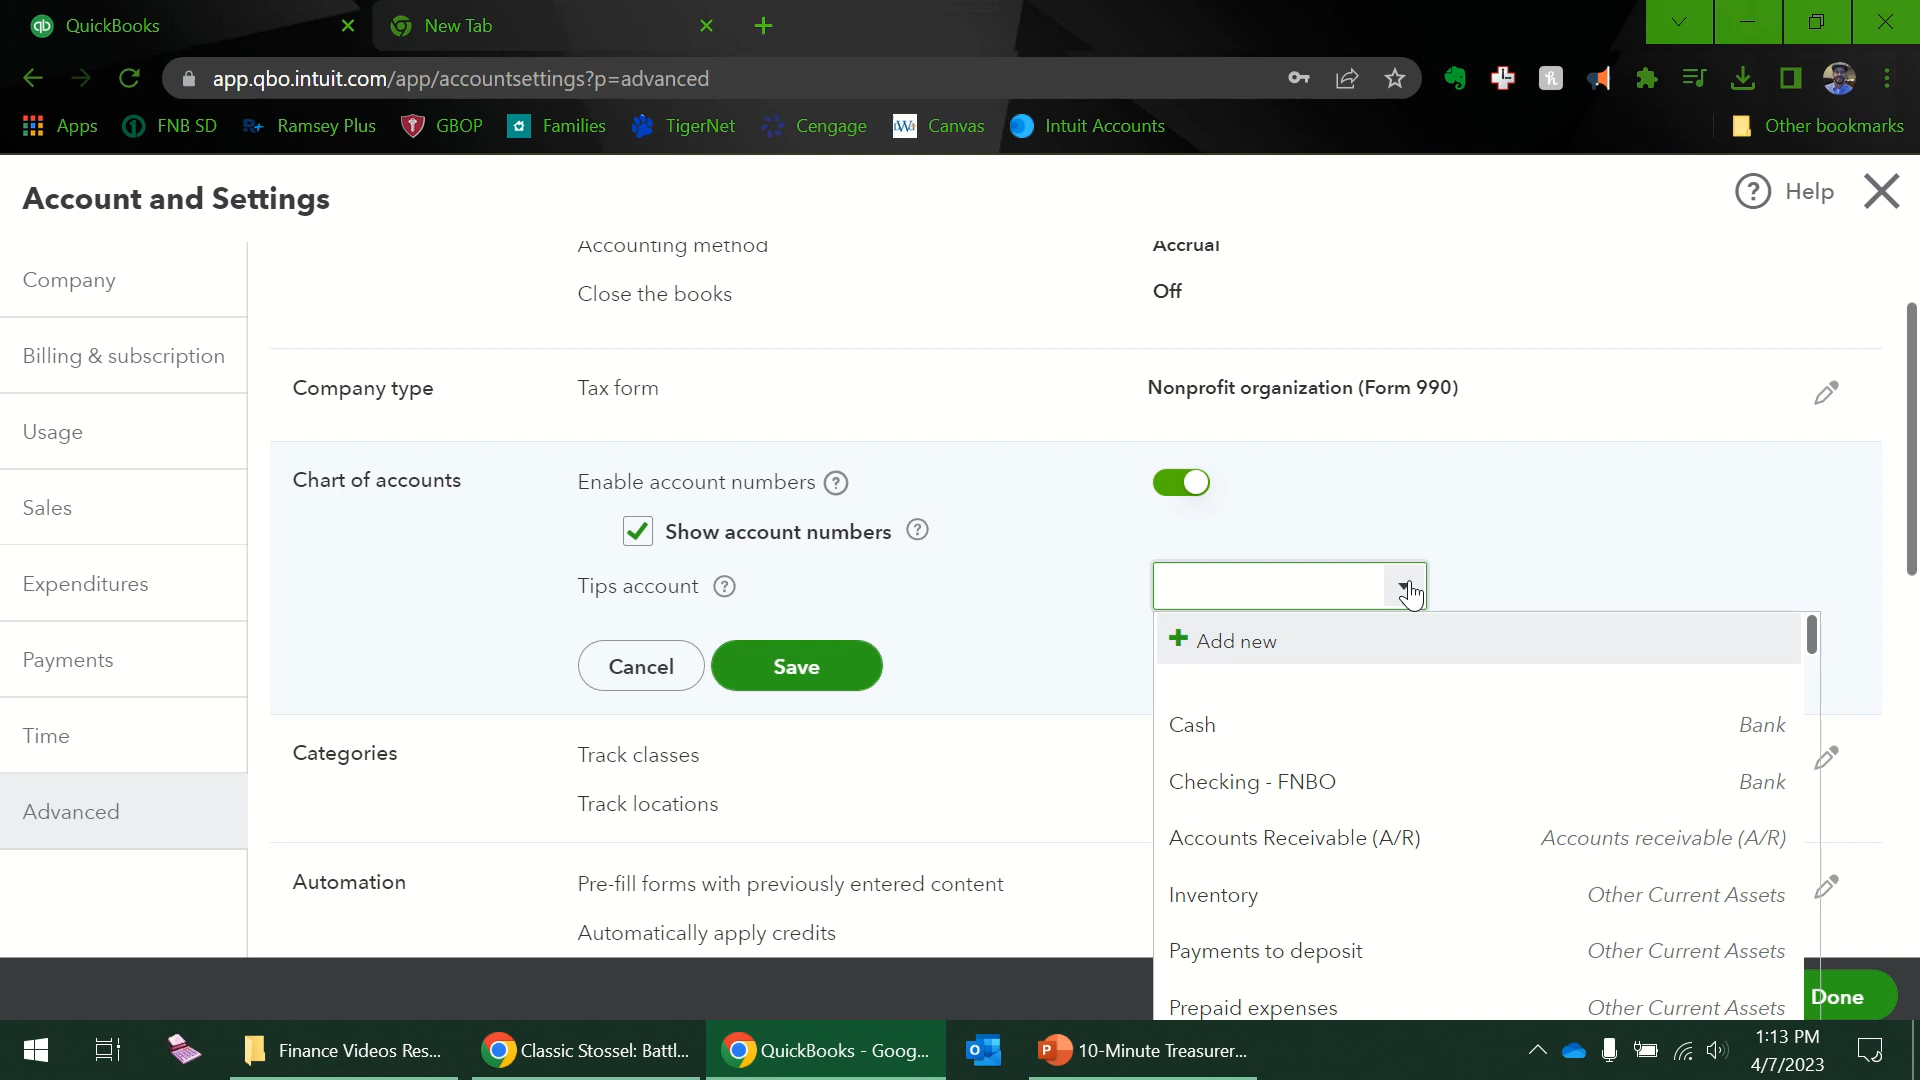 QuickBooks
New Tab
app.qbo.intuit.com/app/accountsettings?p=advanced
Apps FNB SD Ramsey Plus GBOP Families TigerNet Cengage Canvas Intuit Accounts Other bookmarks
Account and Settings
Help
Company
Billing & subscription
Usage
Sales
Expenditures
Payments
Time
Advanced
Accounting method Accrual
Close the books Off
Company type Tax form Nonprofit organization (Form 990)
Chart of accounts Enable account numbers
Show account numbers
Tips account
Cancel Save
Categories Track classes
Track locations
Automation Pre-fill forms with previously entered content
Automatically apply credits
Add new
Cash Bank
Checking - FNBO Bank
Accounts Receivable (A/R) Accounts receivable (A/R)
Inventory Other Current Assets
Payments to deposit Other Current Assets
Prepaid expenses Other Current Assets
Done
Finance Videos Res...
Classic Stossel: Battl...
QuickBooks - Goog...
10-Minute Treasurer...
1:13 PM
4/7/2023